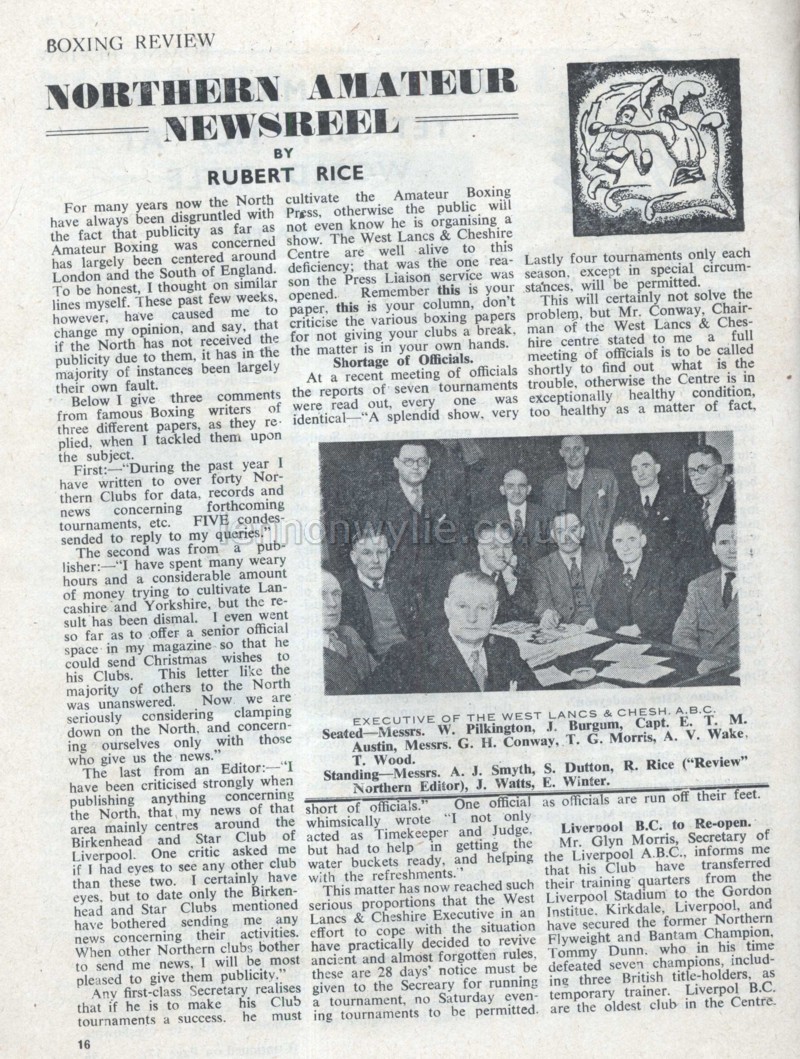 BOXING REVIEW
NORTHERN AMATEUR
NEWSREEL
BY
RUBERT RICE
For many years now the North
have always been disgruntled with
the fact that publicity as far as
Amateur Boxing was concerned
has largely been centered around
London and the South of England.
To be honest, I thought on similar
lines myself. These past few weeks,
however, have caused me to
change my opinion, and say, that
if the North has not received the
publicity due to them, it has in the
majority of instances been largely
their own fault.
Below I give three comments
from famous Boxing writers of
three different papers, as they re-
plied, when I tackled them upon
the subject.
First:—"During the past year I
have written to over forty Nor-
thern Clubs for data, records and
news concerning forthcoming
tournaments, etc. FIVE condes-
sended to reply to my queries."
The second was from a pub-
lisher:—"I have spent many weary
hours and a considerable amount
of money trying to cultivate Lan-
cashire and Yorkshire, but the re-
sult has been dismal. I even went
so far as to offer a senior official
space in my magazine so that he
could send Christmas wishes to
his Clubs. This letter like the
majority of others to the North
was unanswered. Now we are
seriously considering clamping
down on the North, and concern-
ing ourselves only with those
who give us the news."
The last from an Editor:—"I
have been criticised strongly when
publishing anything concerning
the North, that my news of that
area mainly centres around the
Birkenhead and Star Club of
Liverpool. One critic asked me
if I had eyes to see any other club
than these two. I certainly have
eyes, but to date only the Birken-
head and Star Clubs mentioned
have bothered sending me any
news concerning their activities.
When other Northern clubs bother
to send me news, I will be most
pleased to give them publicity."
Any first-class Secretary realises
that if he is to make his Club
tournaments a success, he must
cultivate the Amateur Boxing
Press, otherwise the public will
not even know he is organising a
show. The West Lancs & Cheshire
Centre are well alive to this
deficiency; that was the one rea-
son the Press Liaison service was
opened. Remember this is your
paper, this is your column, don't
criticise the various boxing papers
for not giving your clubs a break,
the matter is in your own hands.
Shortage of Officials.
At a recent meeting of officials
the reports of seven tournaments
were read out, every one was
identical—"A splendid show, very
lennonwylie.co.uk
EXECUTIVE OF THE WEST LANCS & CHESH. A.B.C.
Seated—Messrs. W. Pilkington, J. Burgum, Capt. E. T. M.
Austin, Messrs. G. H. Conway, T. G. Morris, A. V. Wake,
T. Wood.
Standing—Messrs. A. J. Smyth, S. Dutton, R. Rice ("Review"
Northern Editor), J. Watts, E. Winter.
short of officials." One official
whimsically wrote "I not only
acted as Timekeeper and Judge,
but had to help in getting the
water buckets ready, and helping
with the refreshments."
This matter has now reached such
serious proportions that the West
Lancs & Cheshire Executive in an
effort to cope with the situation
have practically decided to revive
ancient and almost forgotten rules,
these are 28 days' notice must be
given to the Secreary for running
a tournament, no Saturday even-
ing tournaments to be permitted.
Lastly four tournaments only each
season, except in special circum-
stances, will be permitted.
This will certainly not solve the
problem, but Mr. Conway, Chair-
man of the West Lancs & Ches-
hire centre stated to me a full
meeting of officials is to be called
shortly to find out what is the
trouble, otherwise the Centre is in
exceptionally healthy condition,
too healthy as a matter of fact,
as officials are run off their feet.
Liverpool B.C. to Re-open.
Mr. Glyn Morris, Secretary of
the Liverpool A.B.C., informs me
that his Club have transferred
their training quarters from the
Liverpool Stadium to the Gordon
Institue, Kirkdale, Liverpool, and
have secured the former Northern
Flyweight and Bantam Champion,
Tommy Dunn, who in his time
defeated seven champions, includ-
ing three British title-holders, as
temporary trainer. Liverpol B.C.
are the oldest club in the Centre.
16